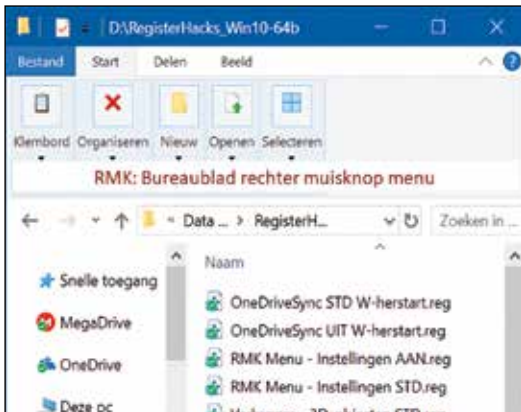 D:\RegisterHacks_Win10-64b
Bestand Start Delen Beeld
Klembord Organiseren Nieuw Openen Selecteren
RMK: Bureaublad rechter muisknop menu
Data ... > RegisterH... Zoeken in ...
Naam
Snelle toegang
OneDriveSync STD W-herstart.reg
MegaDrive
OneDriveSync UIT W-herstart.reg
OneDrive
RMK Menu - Instellingen AAN.reg
RMK Menu - Instellingen STD.reg
Deze pc